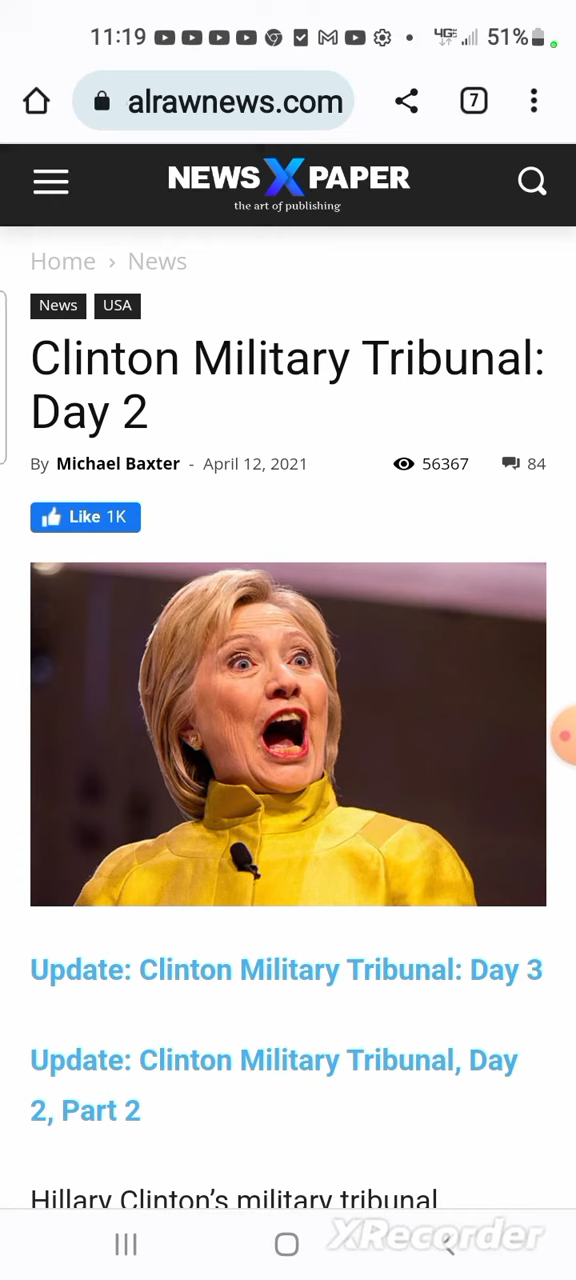 11:19 4GE 51%
alrawnews.com 7
NEWS X PAPER
the art of publishing
Home › News
News USA
Clinton Military Tribunal:
Day 2
By Michael Baxter - April 12, 2021 56367 84
Like 1K
Update: Clinton Military Tribunal: Day 3
Update: Clinton Military Tribunal, Day
2, Part 2
Hillary Clinton's military tribunal
XRecorder